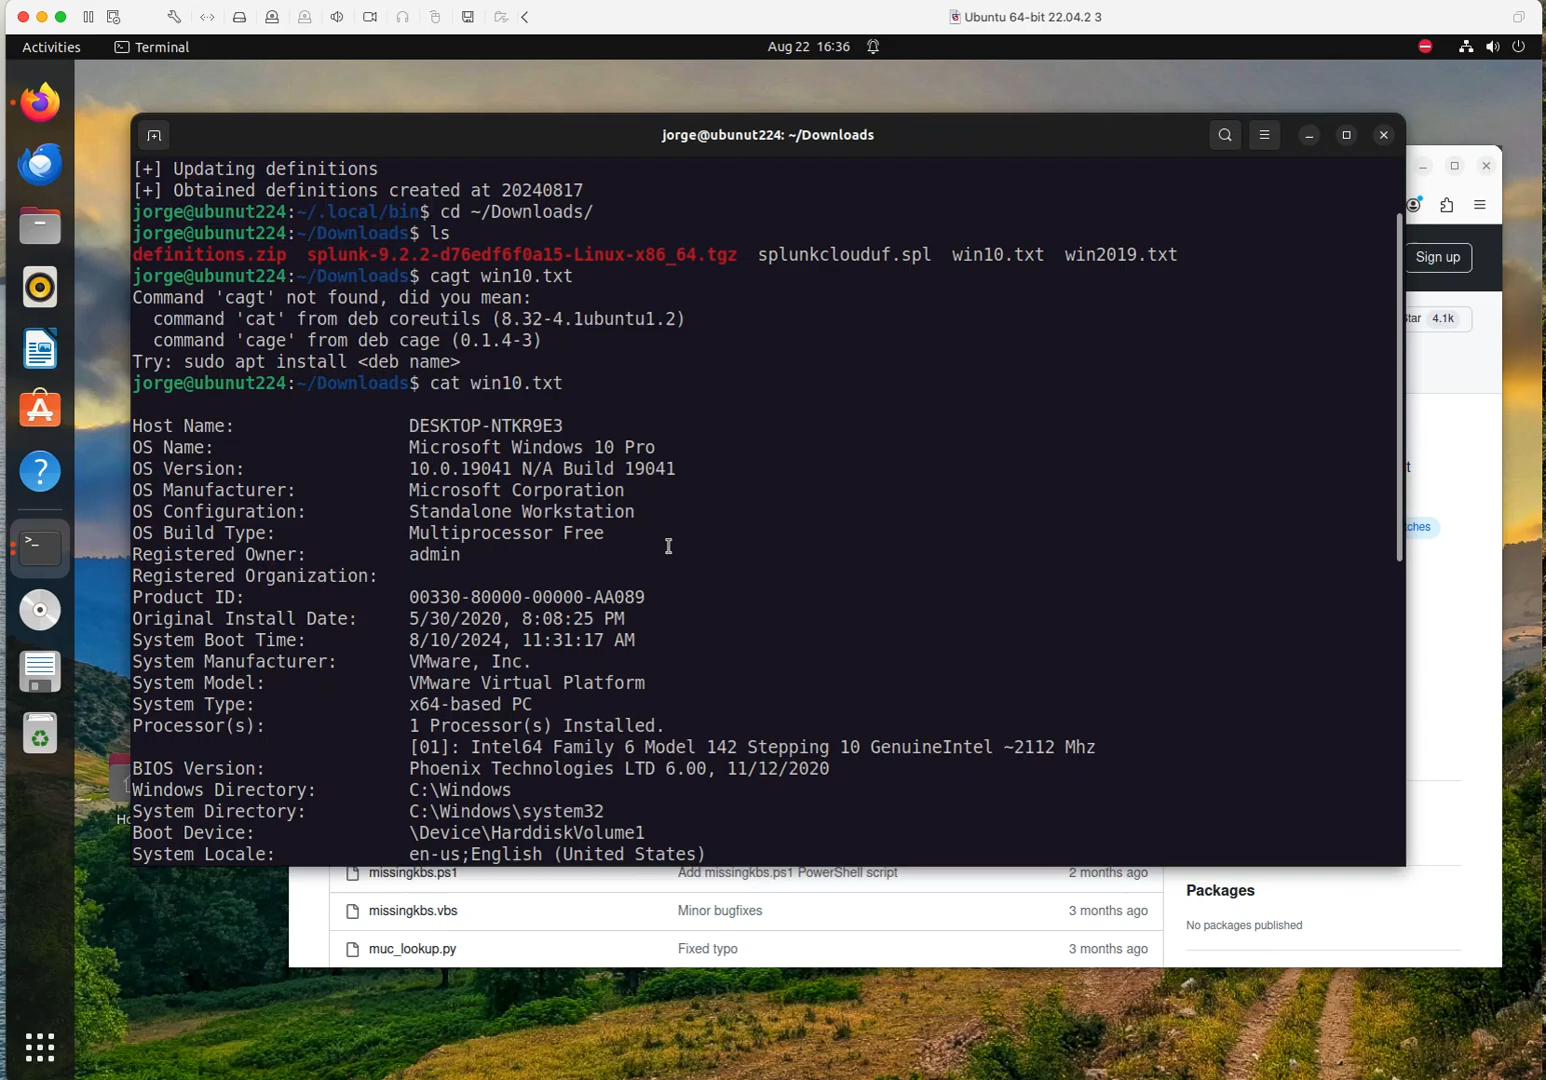 Ubuntu 64-bit 22.04.2 3
Activities
Terminal
Aug 22 16:36
jorge@ubunut224: ~/Downloads
[+] Updating definitions
[+] Obtained definitions created at 20240817
jorge@ubunut224:~/.local/bin$ cd ~/Downloads/
jorge@ubunut224:~/Downloads$ ls
definitions.zip splunk-9.2.2-d76edf6f0a15-Linux-x86_64.tgz splunkclouduf.spl win10.txt win2019.txt
jorge@ubunut224:~/Downloads$ cagt win10.txt
Command 'cagt' not found, did you mean:
command 'cat' from deb coreutils (8.32-4.1ubuntu1.2)
command 'cage' from deb cage (0.1.4-3)
Try: sudo apt install <deb name>
jorge@ubunut224:~/Downloads$ cat win10.txt
Host Name: DESKTOP-NTKR9E3
OS Name: Microsoft Windows 10 Pro
OS Version: 10.0.19041 N/A Build 19041
OS Manufacturer: Microsoft Corporation
OS Configuration: Standalone Workstation
OS Build Type: Multiprocessor Free
Registered Owner: admin
Registered Organization:
Product ID: 00330-80000-00000-AA089
Original Install Date: 5/30/2020, 8:08:25 PM
System Boot Time: 8/10/2024, 11:31:17 AM
System Manufacturer: VMware, Inc.
System Model: VMware Virtual Platform
System Type: x64-based PC
Processor(s): 1 Processor(s) Installed.
[01]: Intel64 Family 6 Model 142 Stepping 10 GenuineIntel ~2112 Mhz
BIOS Version: Phoenix Technologies LTD 6.00, 11/12/2020
Windows Directory: C:\Windows
System Directory: C:\Windows\system32
Boot Device: \Device\HarddiskVolume1
System Locale: en-us;English (United States)
Sign up
Star 4.1k
t
ches
Ho
missingkbs.ps1 Add missingkbs.ps1 PowerShell script 2 months ago
missingkbs.vbs Minor bugfixes 3 months ago
muc_lookup.py Fixed typo 3 months ago
Packages
No packages published